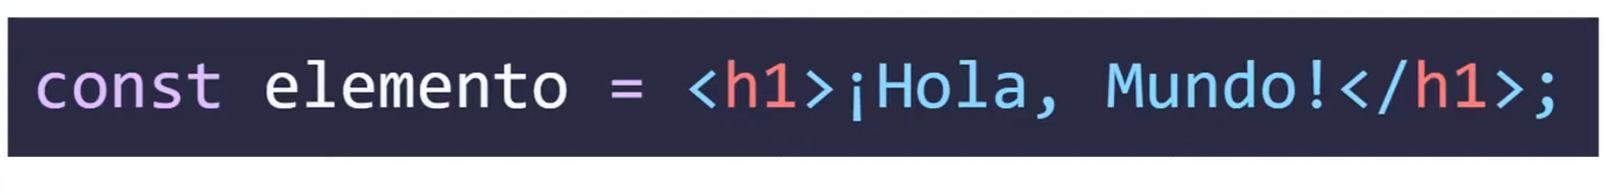 const elemento = <h1>¡Hola, Mundo!</h1>;